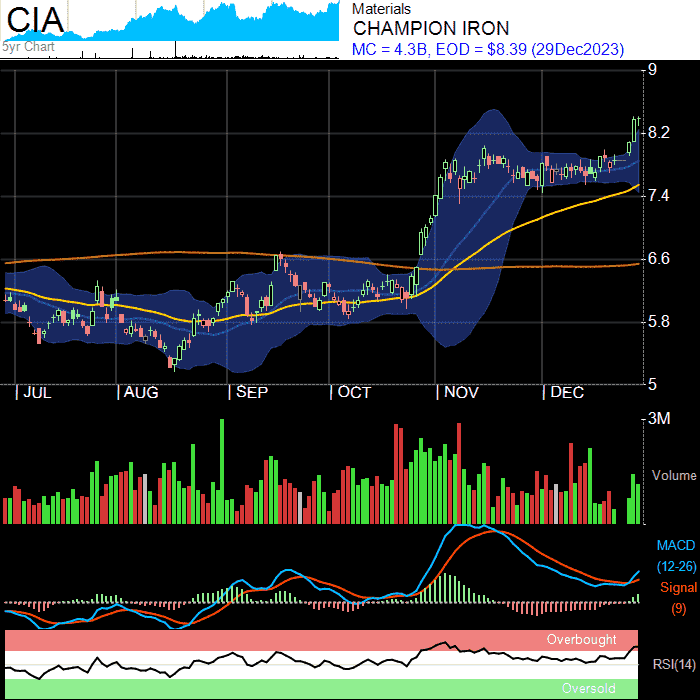 CIA
5yr Chart
Materials
CHAMPION IRON
MC = 4.3B, EOD = $8.39 (29Dec2023)
9
8.2
7.4
6.6
5.8
5
JUL
AUG
SEP
OCT
NOV
DEC
3M
Volume
MACD
(12-26)
Signal
(9)
Overbought
RSI(14)
Oversold